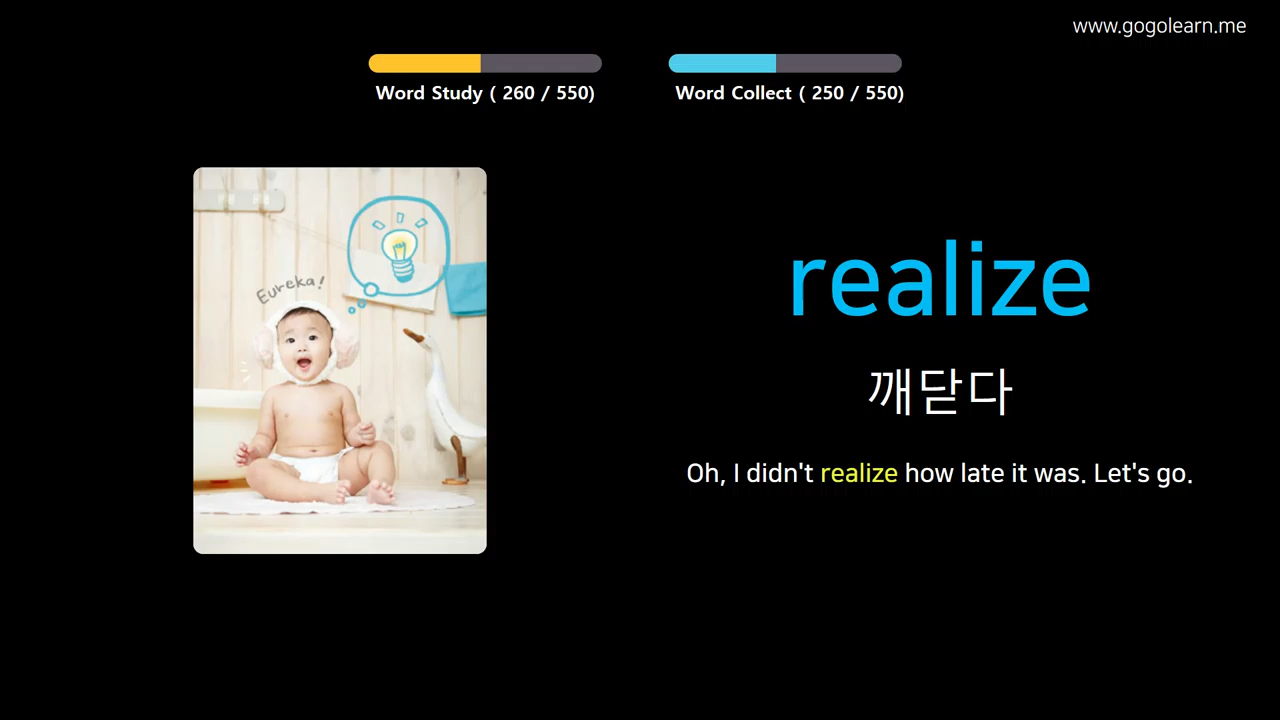 www.gogolearn.me
Word Study ( 260 / 550)
Word Collect ( 250 / 550)
Eureka!
realize
깨닫다
Oh, I didn't realize how late it was. Let's go.